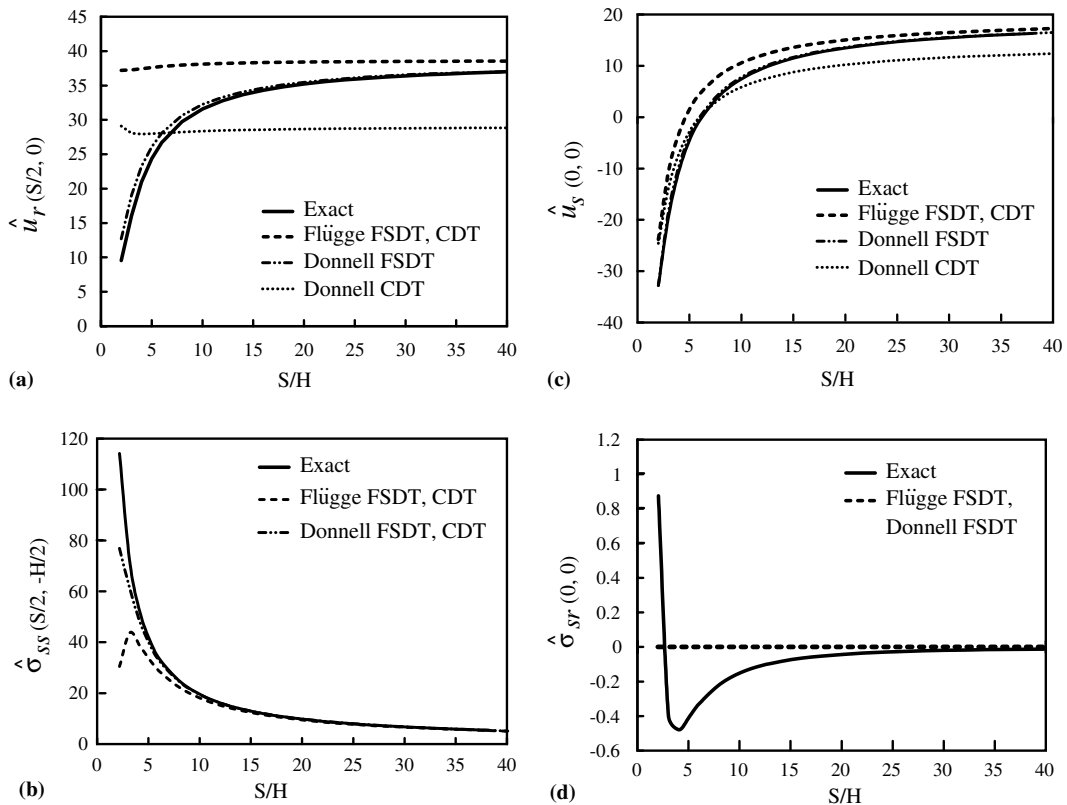 40
35
30
25
20
15
10
5
0
û_r (S/2, 0)
Exact
Flügge FSDT, CDT
Donnell FSDT
Donnell CDT
0 5 10 15 20 25 30 35 40
(a) S/H
20
10
0
-10
-20
-30
-40
û_s (0, 0)
Exact
Flügge FSDT, CDT
Donnell FSDT
Donnell CDT
0 5 10 15 20 25 30 35 40
(c) S/H
120
100
80
60
40
20
0
σ̂_ss (S/2, -H/2)
Exact
Flügge FSDT, CDT
Donnell FSDT, CDT
0 5 10 15 20 25 30 35 40
(b) S/H
1.2
1
0.8
0.6
0.4
0.2
0
-0.2
-0.4
-0.6
σ̂_sr (0, 0)
Exact
Flügge FSDT,
Donnell FSDT
0 5 10 15 20 25 30 35 40
(d) S/H